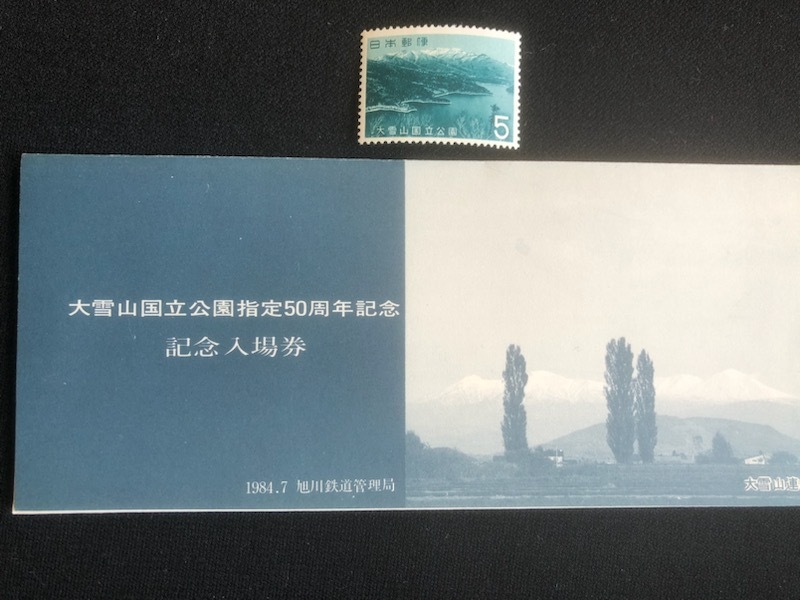 日本郵便
大雪山国立公園
5
大雪山国立公園指定50周年記念
記念入場券
1984.7 旭川鉄道管理局
大雪山連